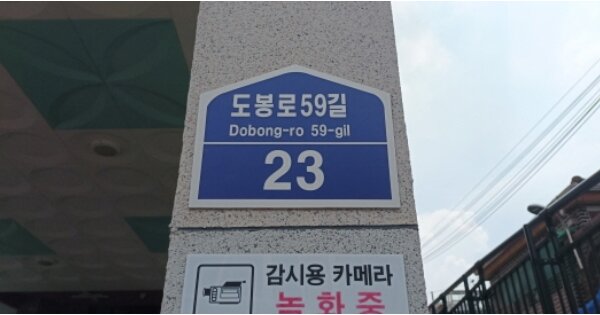 도봉로59길
Dobong-ro 59-gil
23
감시용 카메라
녹화중